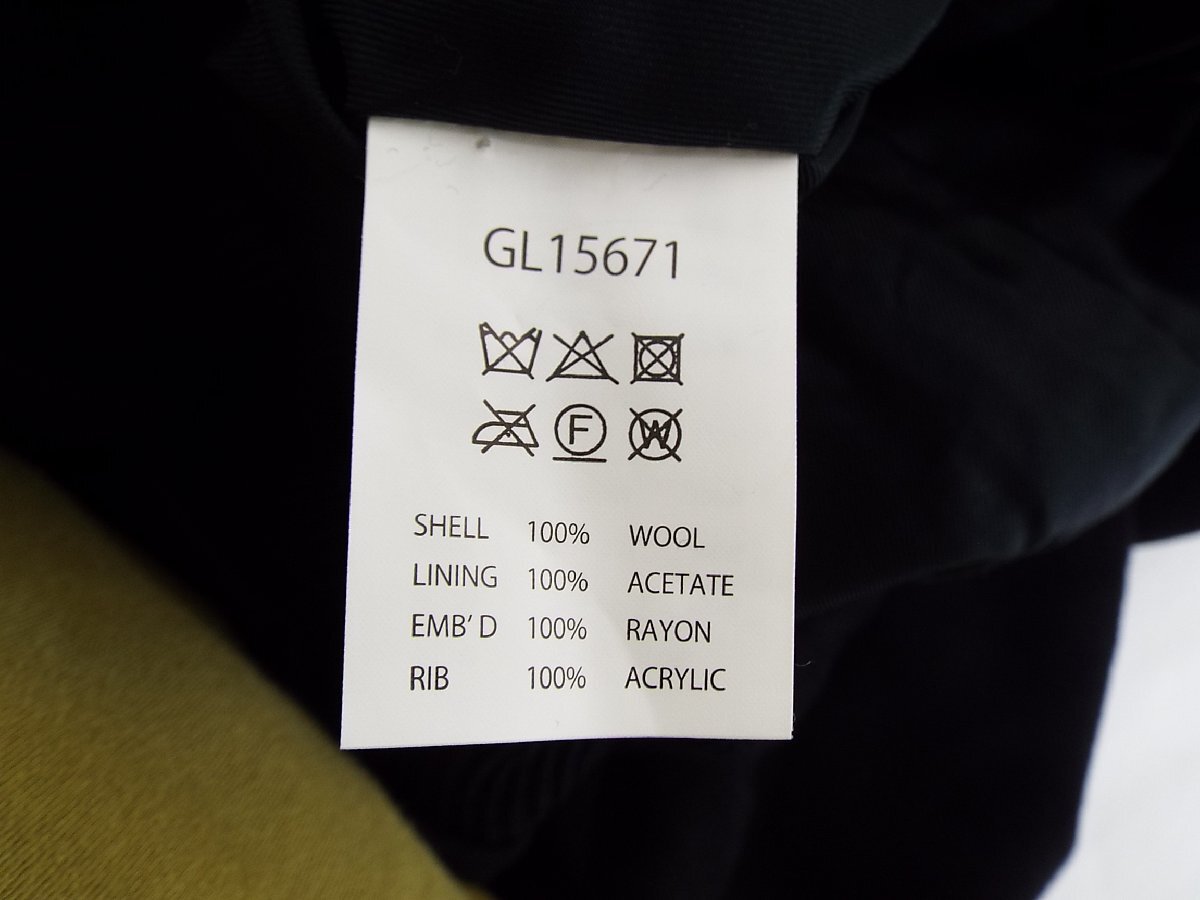 GL15671
F W
SHELL 100% WOOL
LINING 100% ACETATE
EMB'D 100% RAYON
RIB 100% ACRYLIC